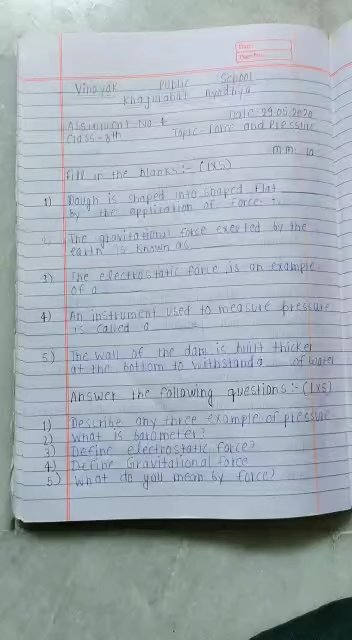 Vinayak Public School
Khajurahat Ayodhya
Assinment-No 1 Date: 29.05.2020
Class-8th Topic- Force and Pressure
M M: 10
Fill in the blanks:- (1x5)
1) Dough is shaped into shaped flat
by the application of Force
2) The gravitational force exerted by the
earth is known as
3) The electrostatic force is an example
of a
4) An instrument used to measure pressure
is called a
5) The wall of the dam is built thicker
at the bottom to withstand a of water
Answer the following questions:- (1x5)
1) Describe any three example of pressure
2) What is barometer?
3) Define electrostatic force?
4) Define Gravitational force
5) What do you mean by force?